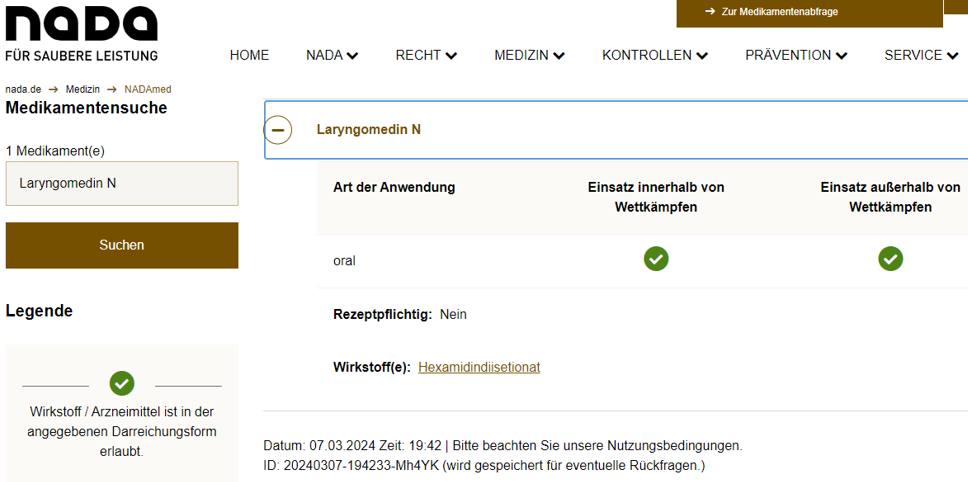 naDa
FÜR SAUBERE LEISTUNG
Zur Medikamentenabfrage
HOME NADA RECHT MEDIZIN KONTROLLEN PRÄVENTION SERVICE
nada.de → Medizin → NADAmed
Medikamentensuche
1 Medikament(e)
Laryngomedin N
Suchen
Legende
Wirkstoff / Arzneimittel ist in der
angegebenen Darreichungsform
erlaubt.
Laryngomedin N
Art der Anwendung Einsatz innerhalb von Einsatz außerhalb von
Wettkämpfen Wettkämpfen
oral
Rezeptpflichtig: Nein
Wirkstoff(e): Hexamidindiisetionat
Datum: 07.03.2024 Zeit: 19:42 | Bitte beachten Sie unsere Nutzungsbedingungen.
ID: 20240307-194233-Mh4YK (wird gespeichert für eventuelle Rückfragen.)